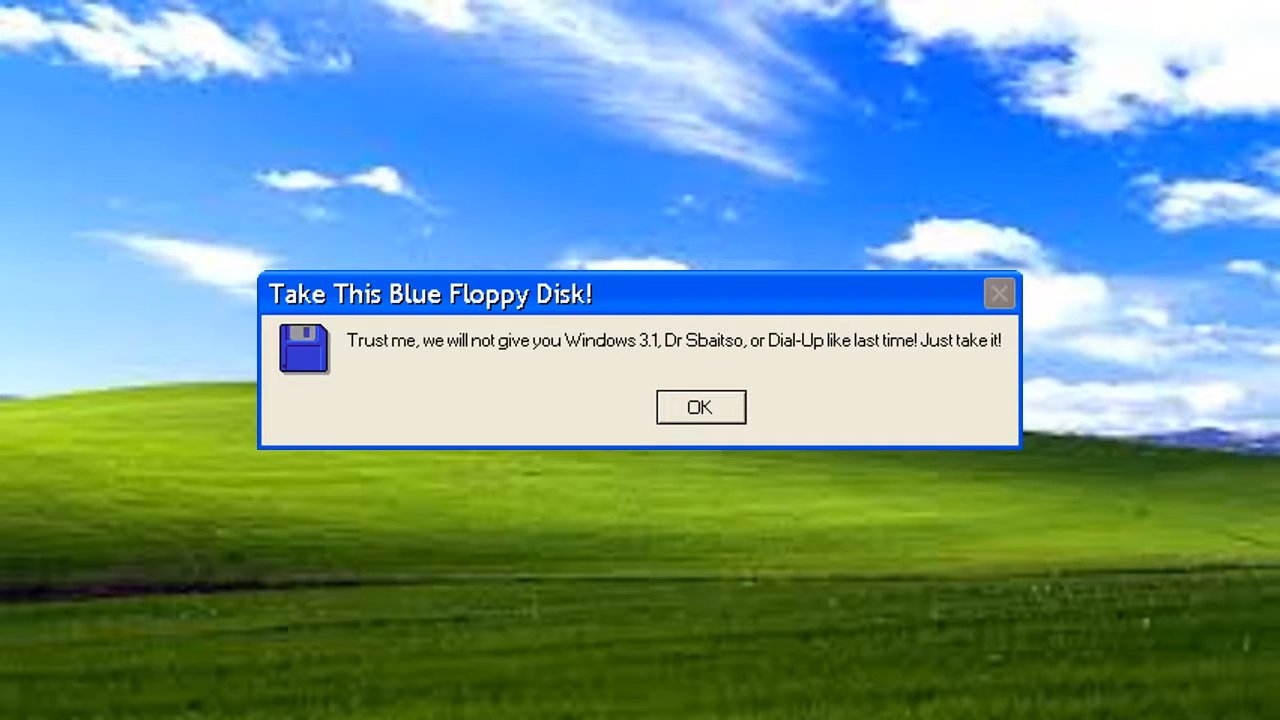 Take This Blue Floppy Disk!
Trust me, we will not give you Windows 3.1, Dr Sbaitso, or Dial-Up like last time! Just take it!
OK